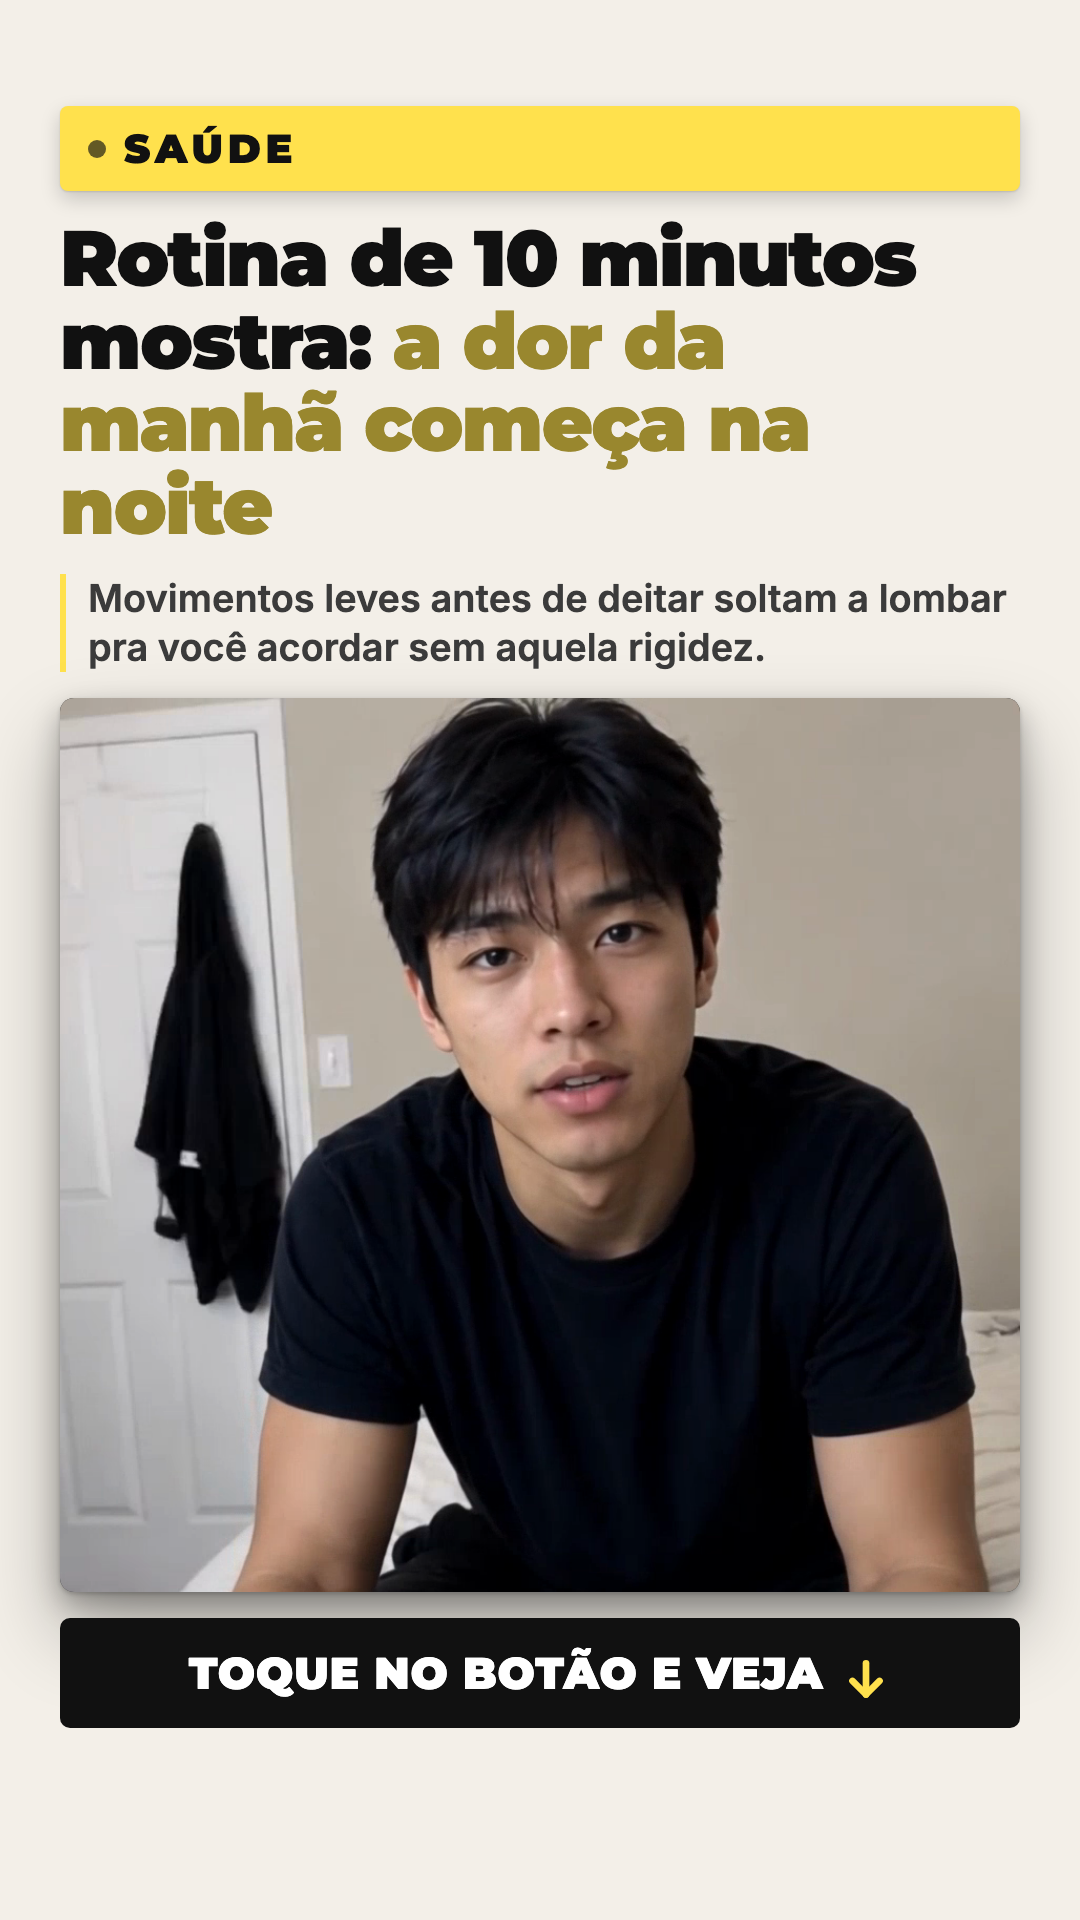 SAÚDE
Rotina de 10 minutos
mostra: a dor da
manhã começa na
noite
Movimentos leves antes de deitar soltam a lombar
pra você acordar sem aquela rigidez.
TOQUE NO BOTÃO E VEJA ↓